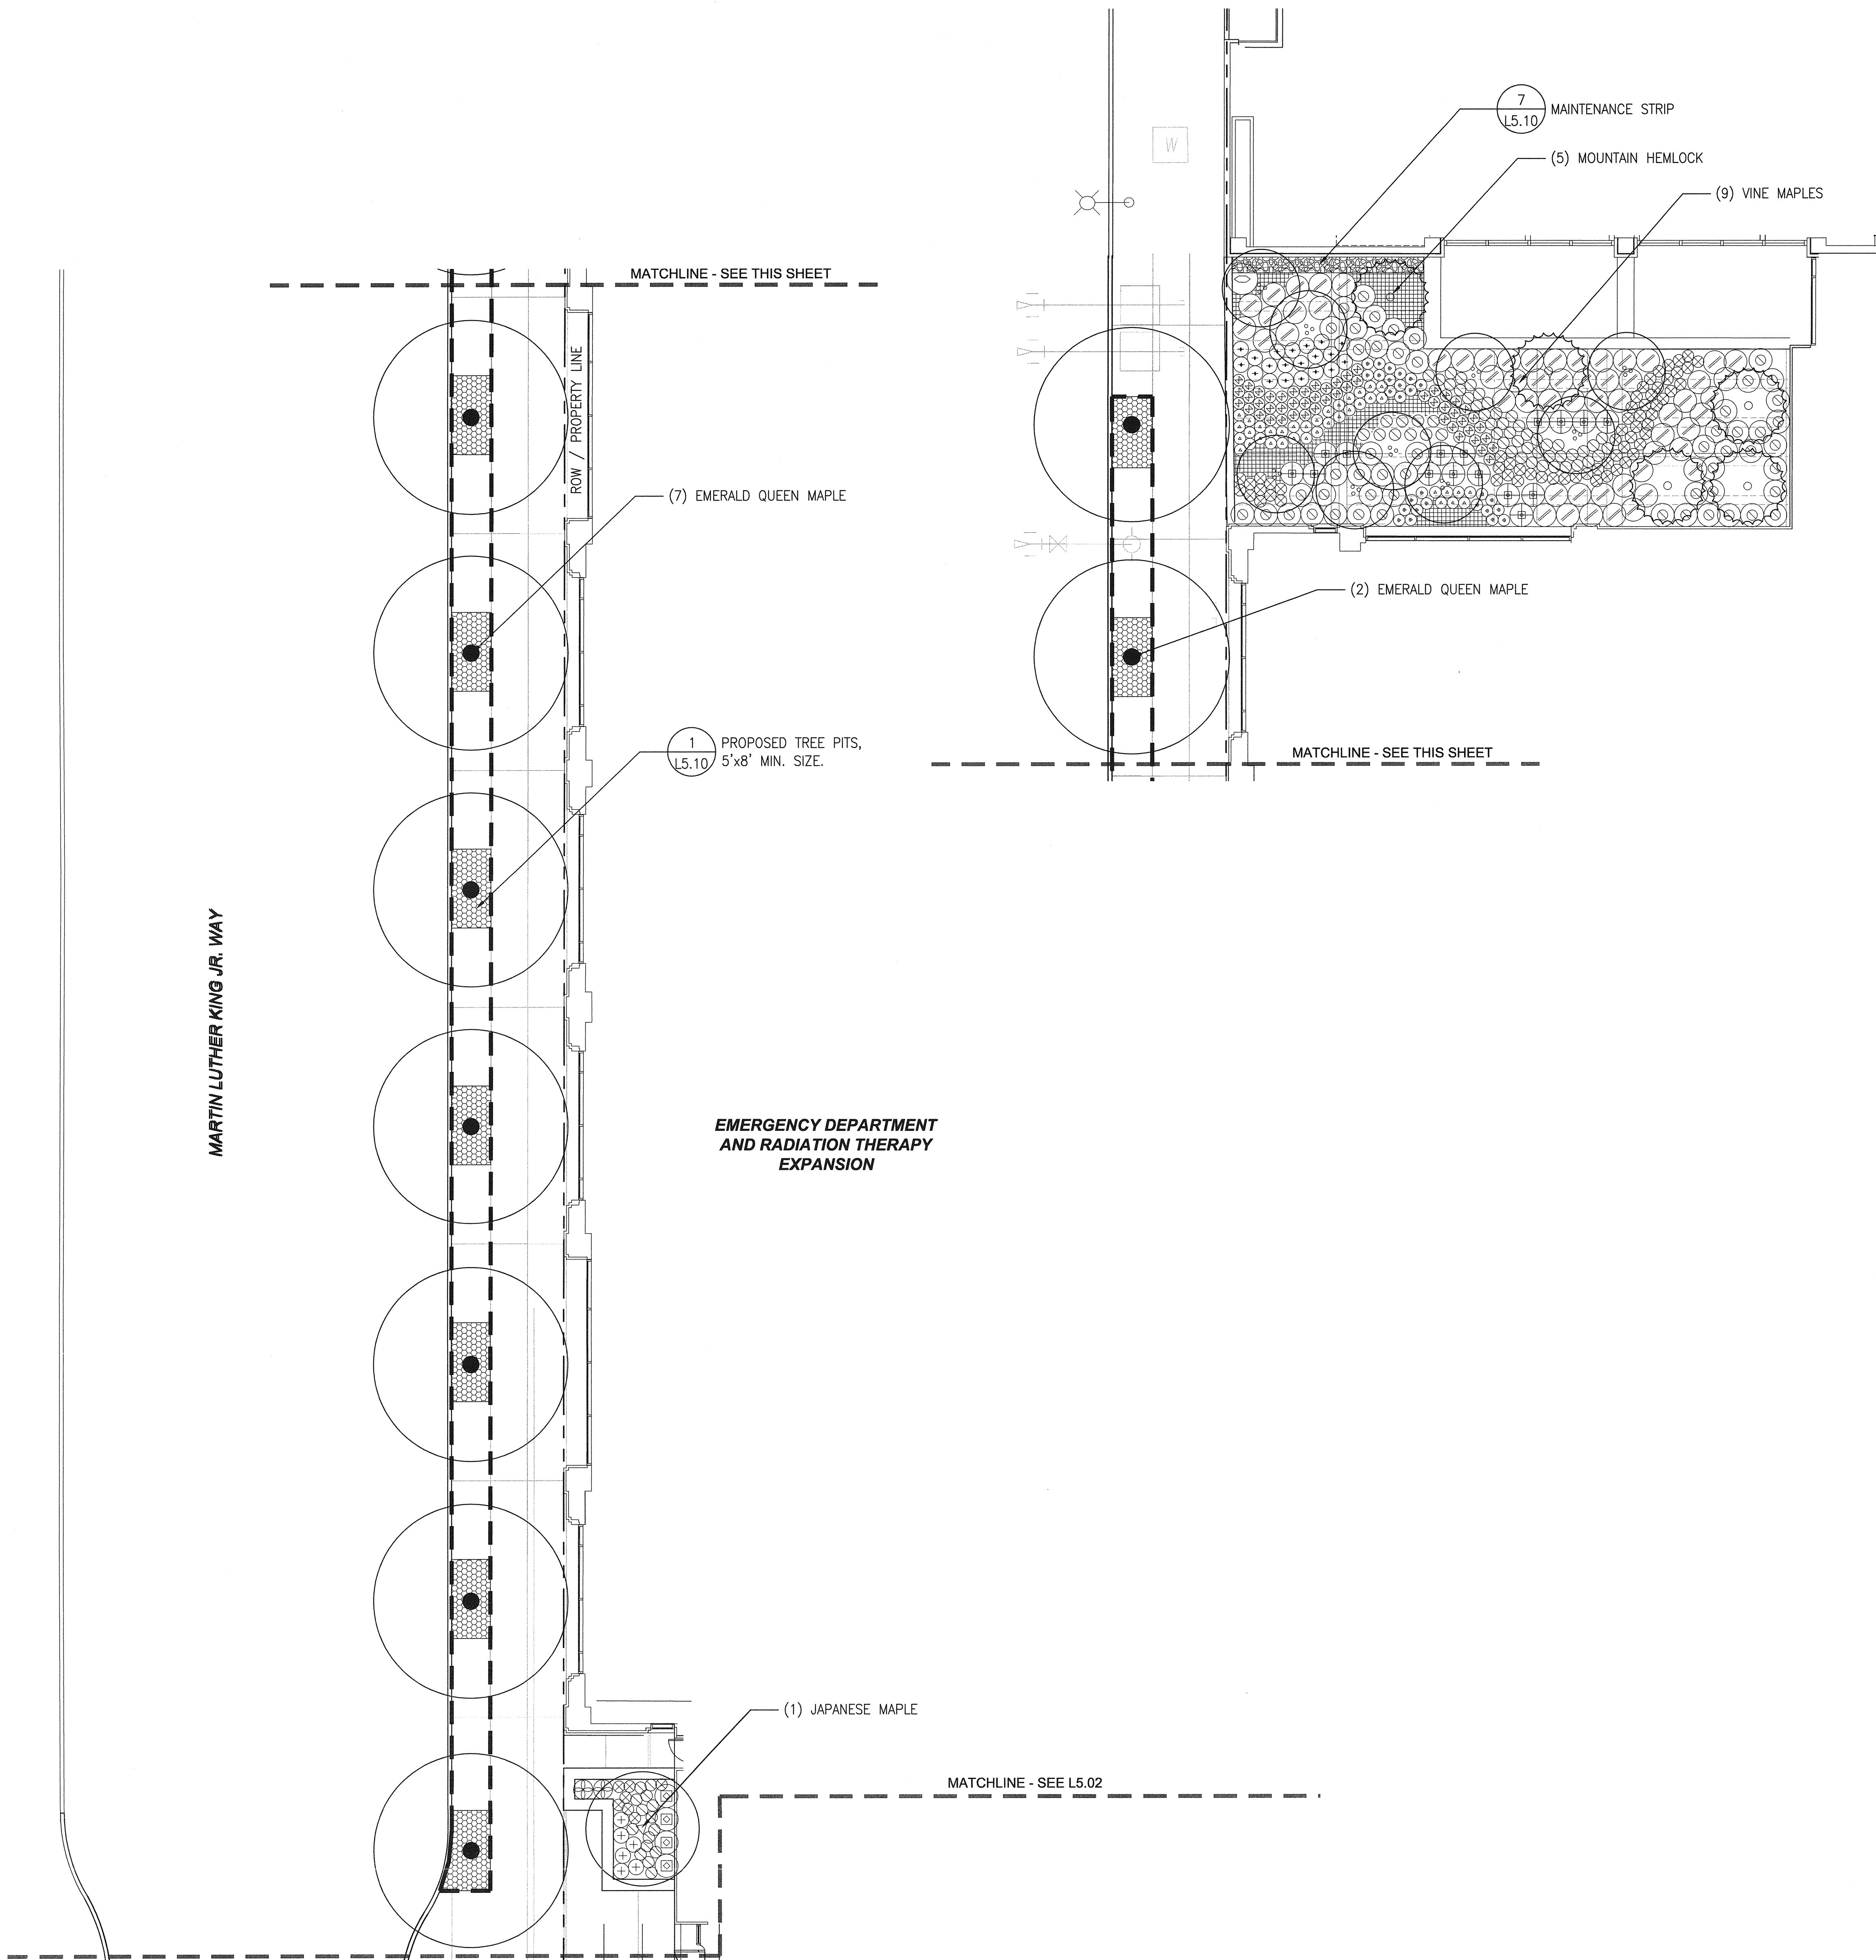 7
L5.10
MAINTENANCE STRIP
(5) MOUNTAIN HEMLOCK
(9) VINE MAPLES
W
MATCHLINE - SEE THIS SHEET
ROW / PROPERTY LINE
(7) EMERALD QUEEN MAPLE
(2) EMERALD QUEEN MAPLE
MATCHLINE - SEE THIS SHEET
1
L5.10
PROPOSED TREE PITS,
5'x8' MIN. SIZE.
MARTIN LUTHER KING JR. WAY
EMERGENCY DEPARTMENT
AND RADIATION THERAPY
EXPANSION
(1) JAPANESE MAPLE
MATCHLINE - SEE L5.02